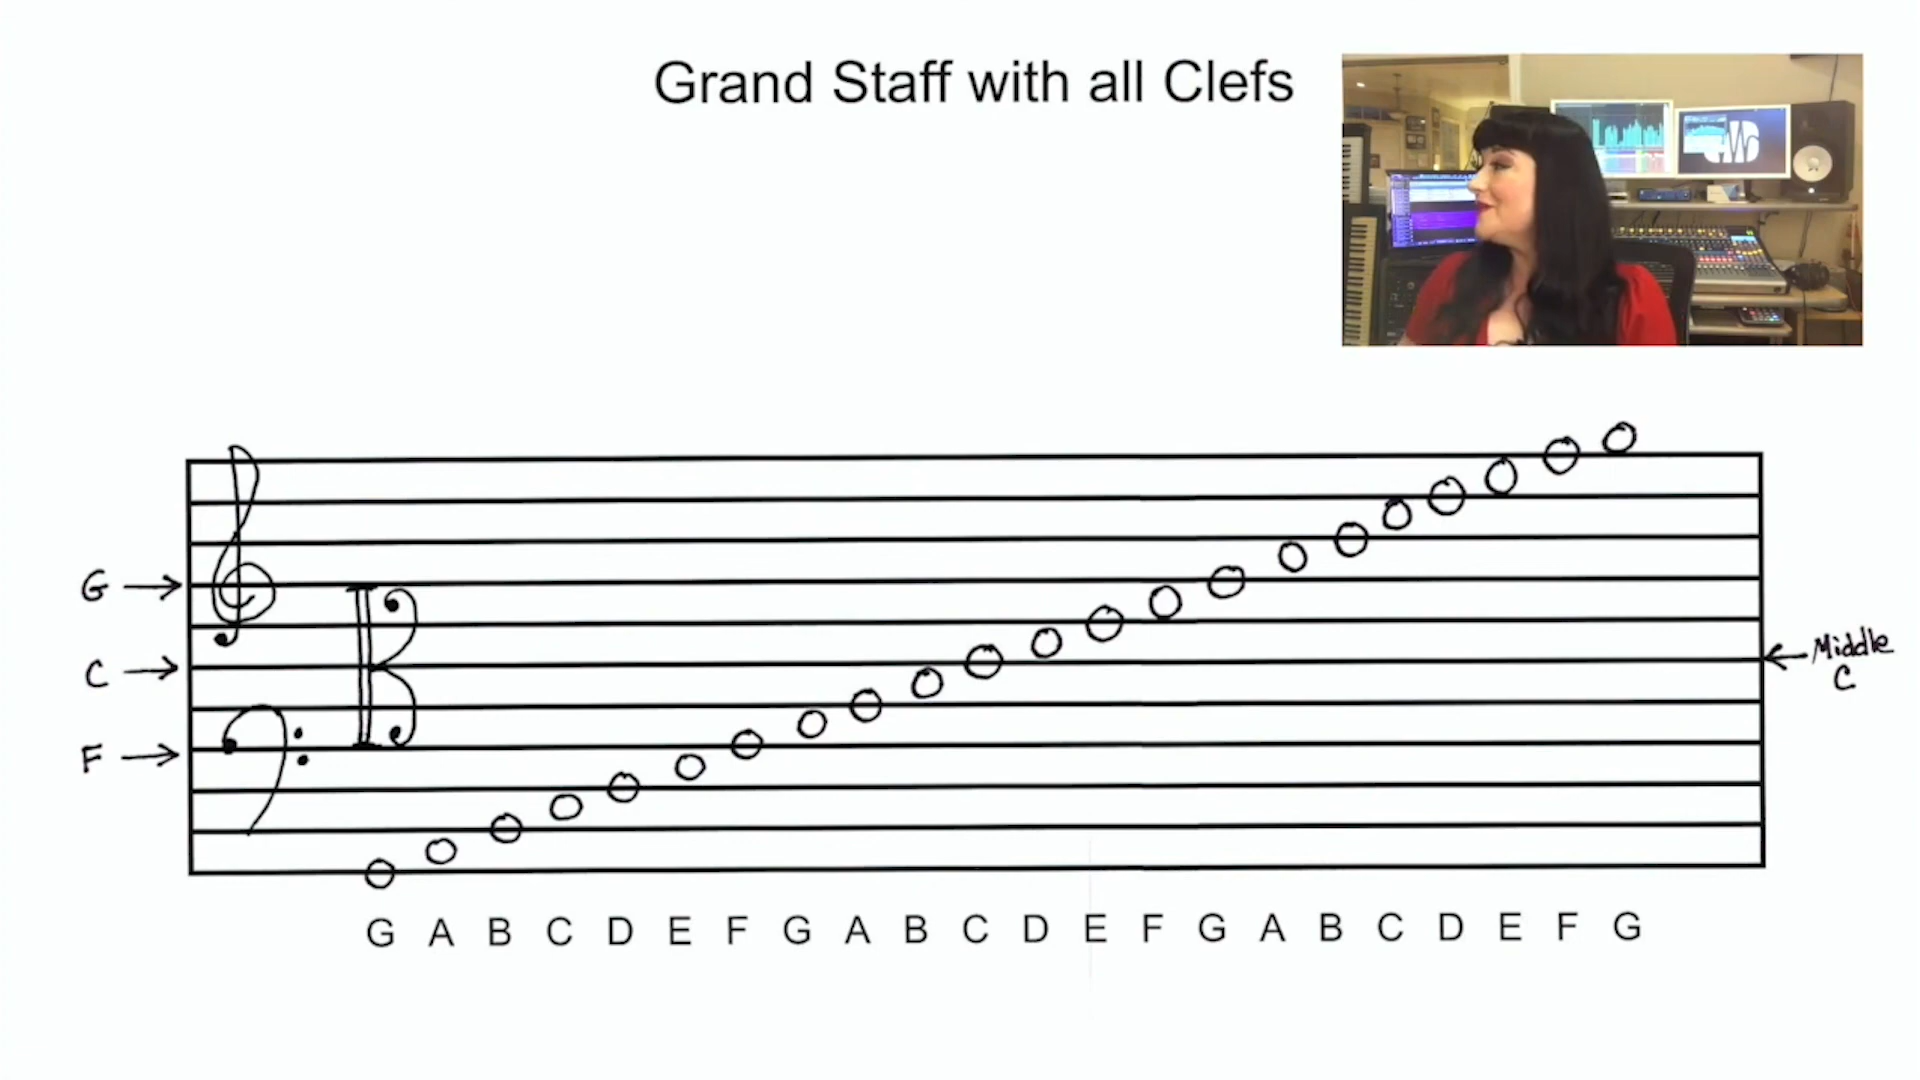 Grand Staff with all Clefs
G
C
F
Middle
C
G A B C D E F G A B C D E F G A B C D E F G